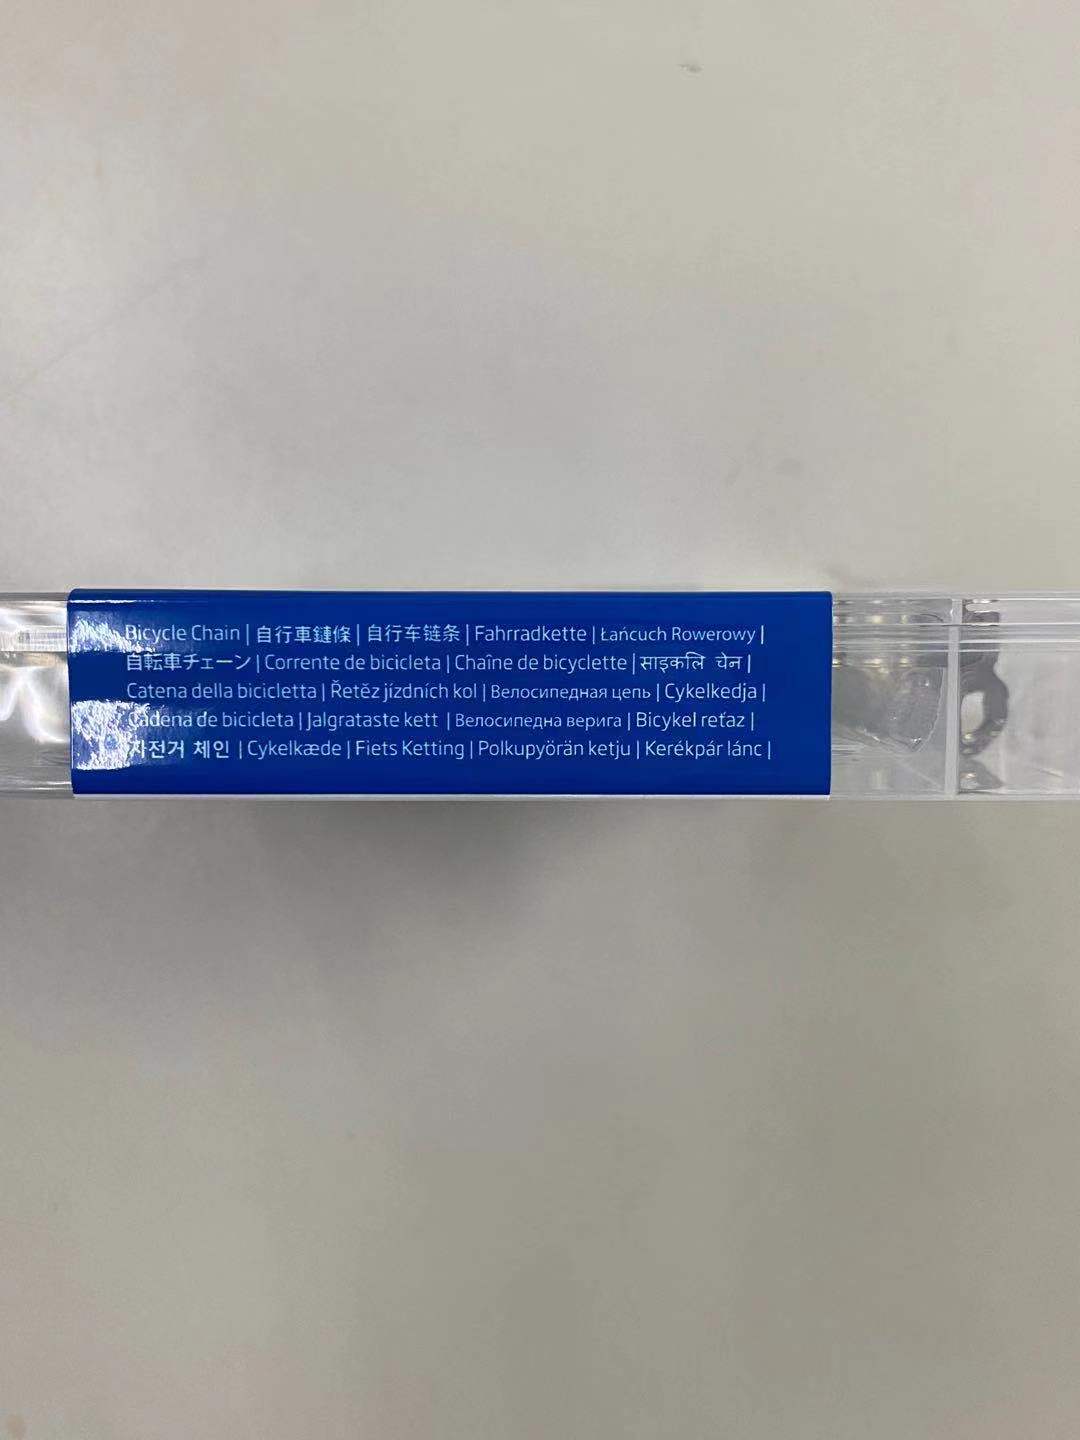 Bicycle Chain | 自行車鏈條 | 自行车链条 | Fahrradkette | Łańcuch Rowerowy |
自転車チェーン | Corrente de bicicleta | Chaîne de bicyclette | साइकलि चेन |
Catena della bicicletta | Řetěz jízdních kol | Велосипедная цепь | Cykelkedja |
Cadena de bicicleta | Jalgrataste kett | Велосипедна верига | Bicykel reťaz |
자전거 체인 | Cykelkæde | Fiets Ketting | Polkupyörän ketju | Kerékpár lánc |